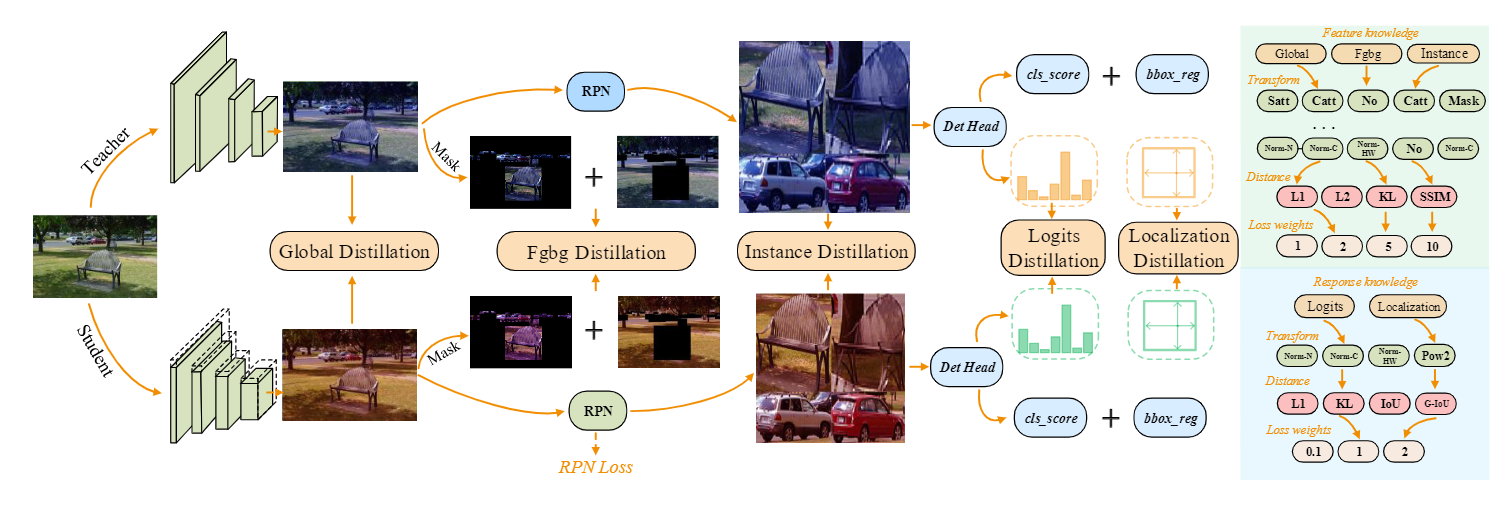 Teacher
Student
Global Distillation
Mask
Mask
RPN
RPN
RPN Loss
+
+
Fgbg Distillation
Instance Distillation
Det Head
Det Head
cls_score + bbox_reg
Logits
Distillation
Localization
Distillation
cls_score + bbox_reg
Feature knowledge
Global Fgbg Instance
Transform
Satt Catt No Catt Mask
. . .
Norm-N Norm-C Norm-HW No Norm-C
Distance
L1 L2 KL SSIM
Loss weights
1 2 5 10
Response knowledge
Logits Localization
Transform
Norm-N Norm-C Norm-HW Pow2
Distance
L1 KL IoU G-IoU
Loss weights
0.1 1 2